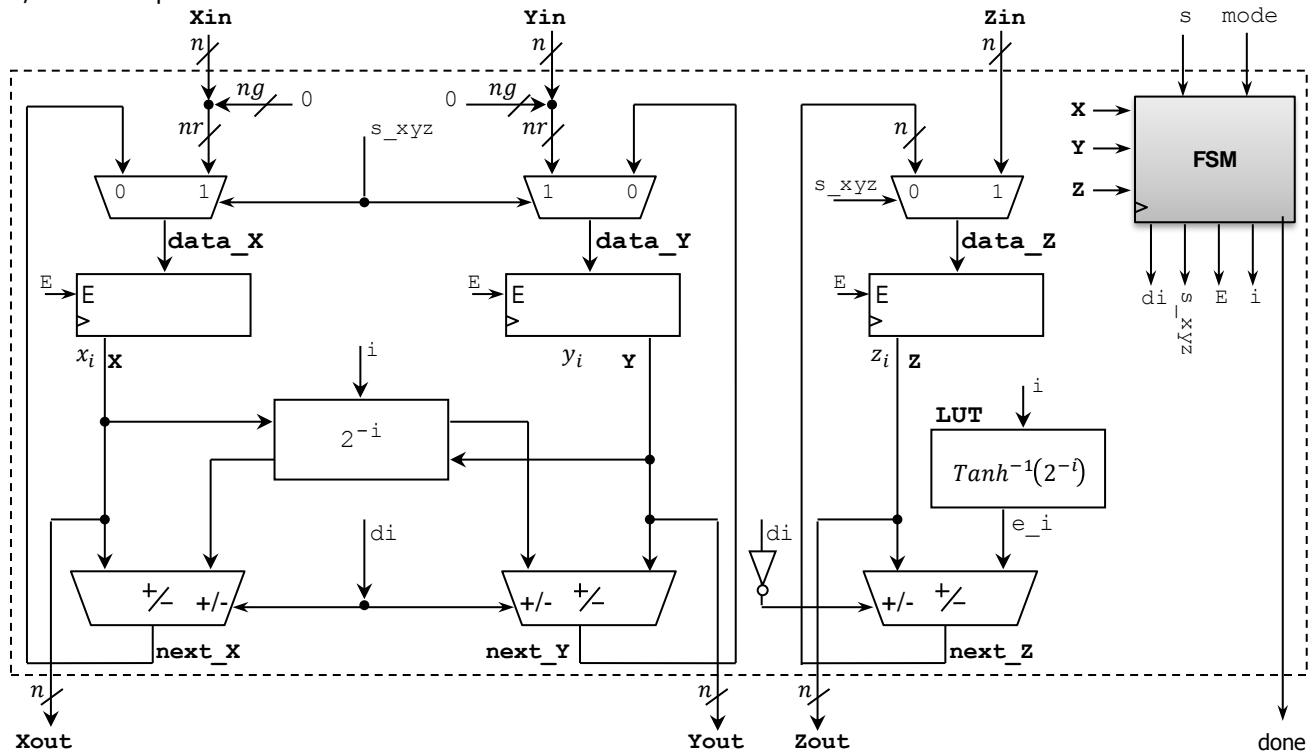 Xin Yin Zin s mode
n n n
ng 0 0 ng
nr s_xyz nr n X
Y FSM
0 1 1 0 s_xyz 0 1 Z
data_X data_Y data_Z
E E E E E E di s_xyz E i
x_i X i y_i Y z_i Z
i
LUT
2^{-i} Tanh^{-1}(2^{-i})
di di e_i
+/- +/- +/- +/- +/- +/-
next_X next_Y next_Z
n n n
Xout Yout Zout done